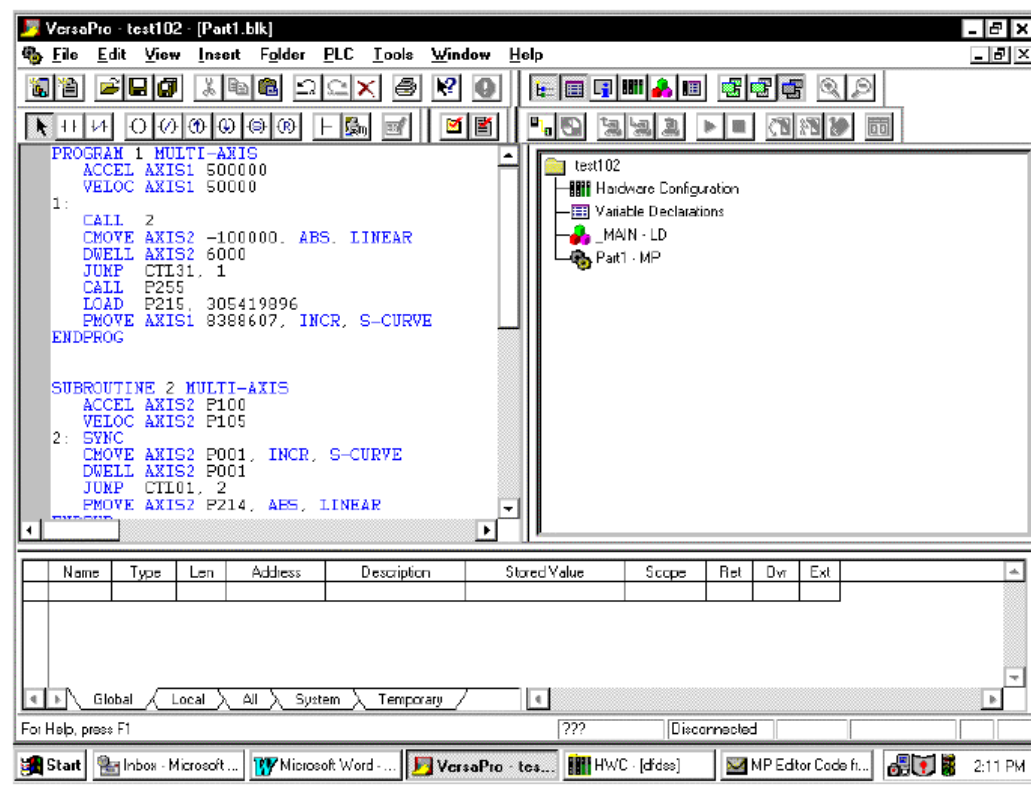 VersaPro - test102 - [Part1.blk]
File Edit View Insert Folder PLC Tools Window Help
PROGRAM 1 MULTI-AXIS
ACCEL AXIS1 500000
VELOC AXIS1 50000
1:
CALL 2
CMOVE AXIS2 -100000, ABS, LINEAR
DWELL AXIS2 6000
JUMP CTL31, 1
CALL P255
LOAD P215, 305419896
PMOVE AXIS1 8388607, INCR, S-CURVE
ENDPROG
SUBROUTINE 2 MULTI-AXIS
ACCEL AXIS2 P100
VELOC AXIS2 P105
2: SYNC
CMOVE AXIS2 P001, INCR, S-CURVE
DWELL AXIS2 P001
JUMP CTL01, 2
PMOVE AXIS2 P214, ABS, LINEAR
test102
Hardware Configuration
Variable Declarations
_MAIN - LD
Part1 - MP
Name Type Len Address Description Stored Value Scope Ret Ovr Ext
Global Local All System Temporary
For Help, press F1 ??? Disconnected
Start Inbox - Microsoft ... Microsoft Word - ... VersaPro - tes... HWC - [dfdss] MP Editor Code fr... 2:11 PM